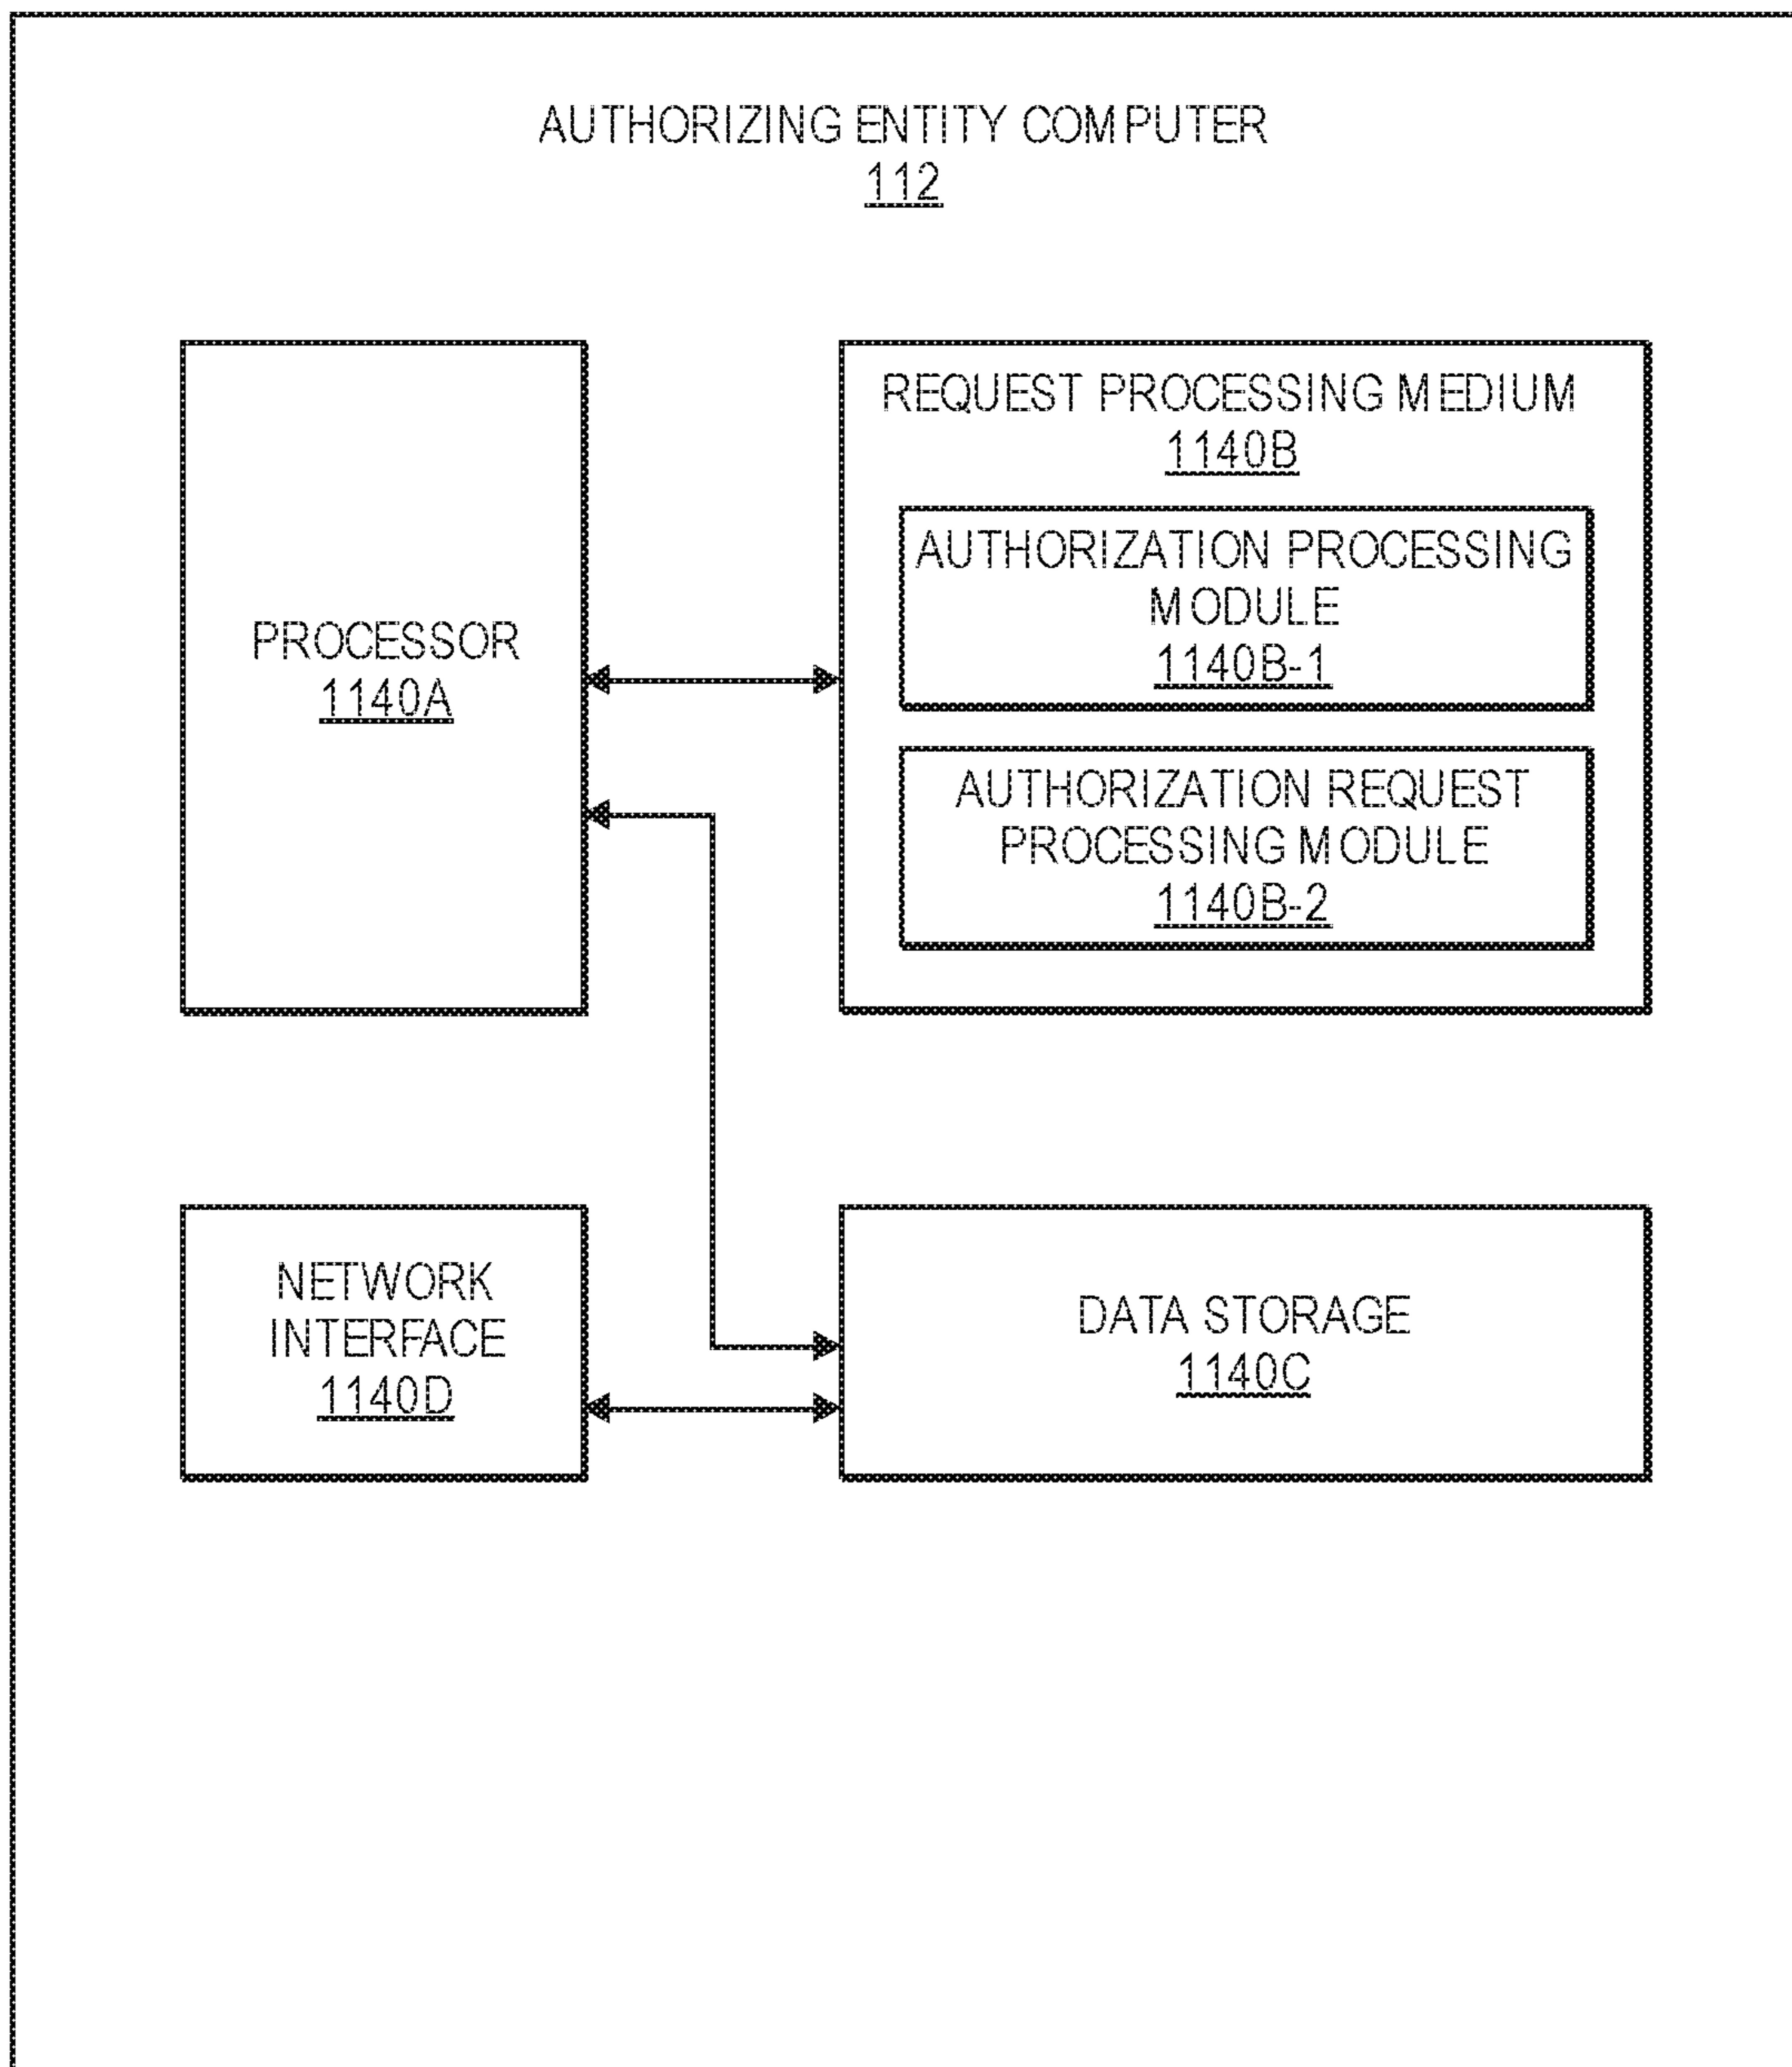 AUTHORIZING ENTITY COMPUTER
112
PROCESSOR
1140A
REQUEST PROCESSING MEDIUM
1140B
AUTHORIZATION PROCESSING
MODULE
1140B-1
AUTHORIZATION REQUEST
PROCESSING MODULE
1140B-2
NETWORK
INTERFACE
1140D
DATA STORAGE
1140C